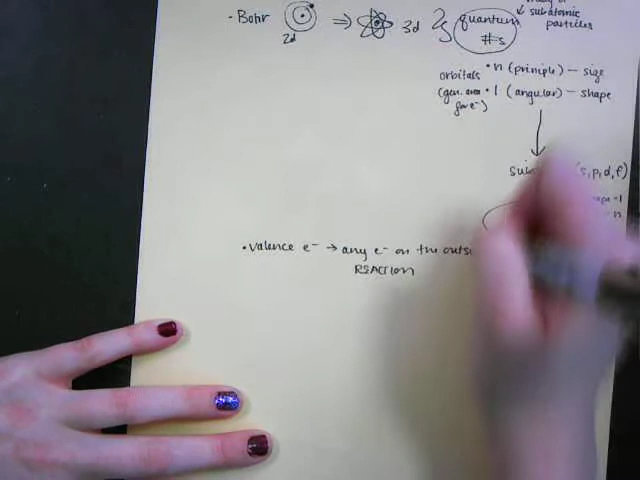 • Bohr
2d
3d
quantum
#s
subatomic
particles
orbitals • n (principle) – size
(gen. area • l (angular) – shape
for e⁻)
(s,p,d,f)
• valence e⁻ → any e⁻ on the
REACTION